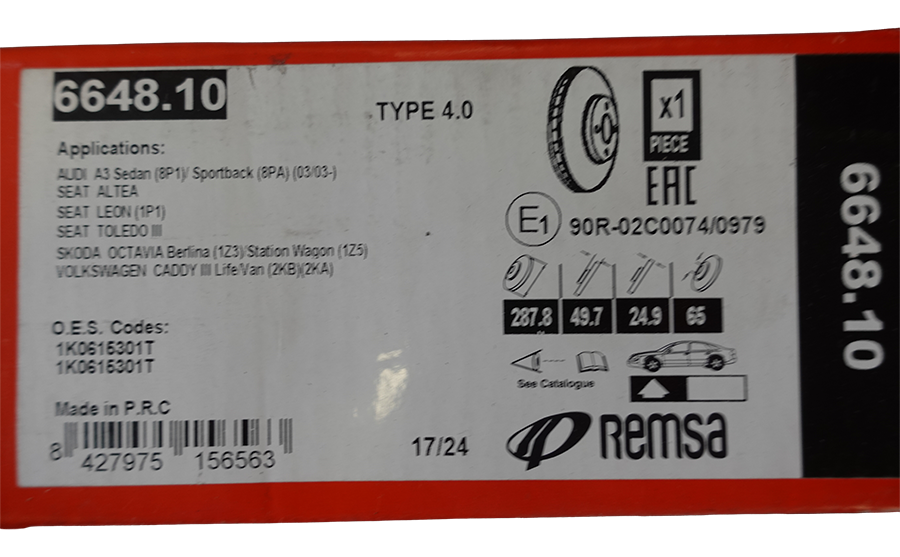 6648.10
TYPE 4.0
x1
PIECE
Applications:
AUDI A3 Sedan (8P1)/ Sportback (8PA) (03/03-)
SEAT ALTEA
SEAT LEON (1P1)
SEAT TOLEDO III
SKODA OCTAVIA Berlina (1Z3)/Station Wagon (1Z5)
VOLKSWAGEN CADDY III Life/Van (2KB)(2KA)
EAC
E1 90R-02C0074/0979
287.8 49.7 24.9 65
O.E.S. Codes:
1K0615301T
1K0615301T
See Catalogue
Made in P.R.C
8 427975 156563
17/24
REMSA
6648.10